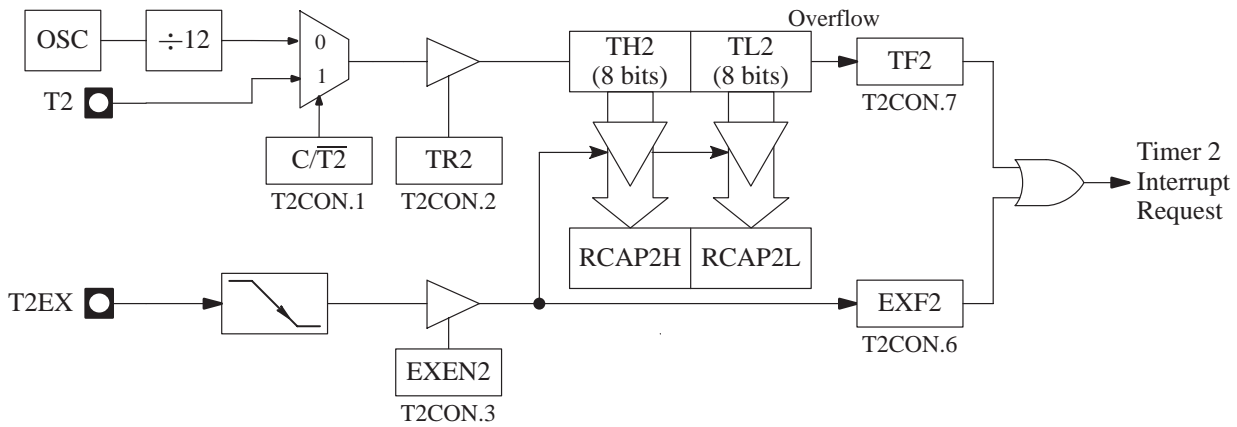 Overflow
OSC
÷12
0
1
TH2
(8 bits)
TL2
(8 bits)
TF2
T2CON.7
T2
C/T̅2̅
T2CON.1
TR2
T2CON.2
Timer 2
Interrupt
Request
RCAP2H
RCAP2L
T2EX
EXF2
T2CON.6
EXEN2
T2CON.3